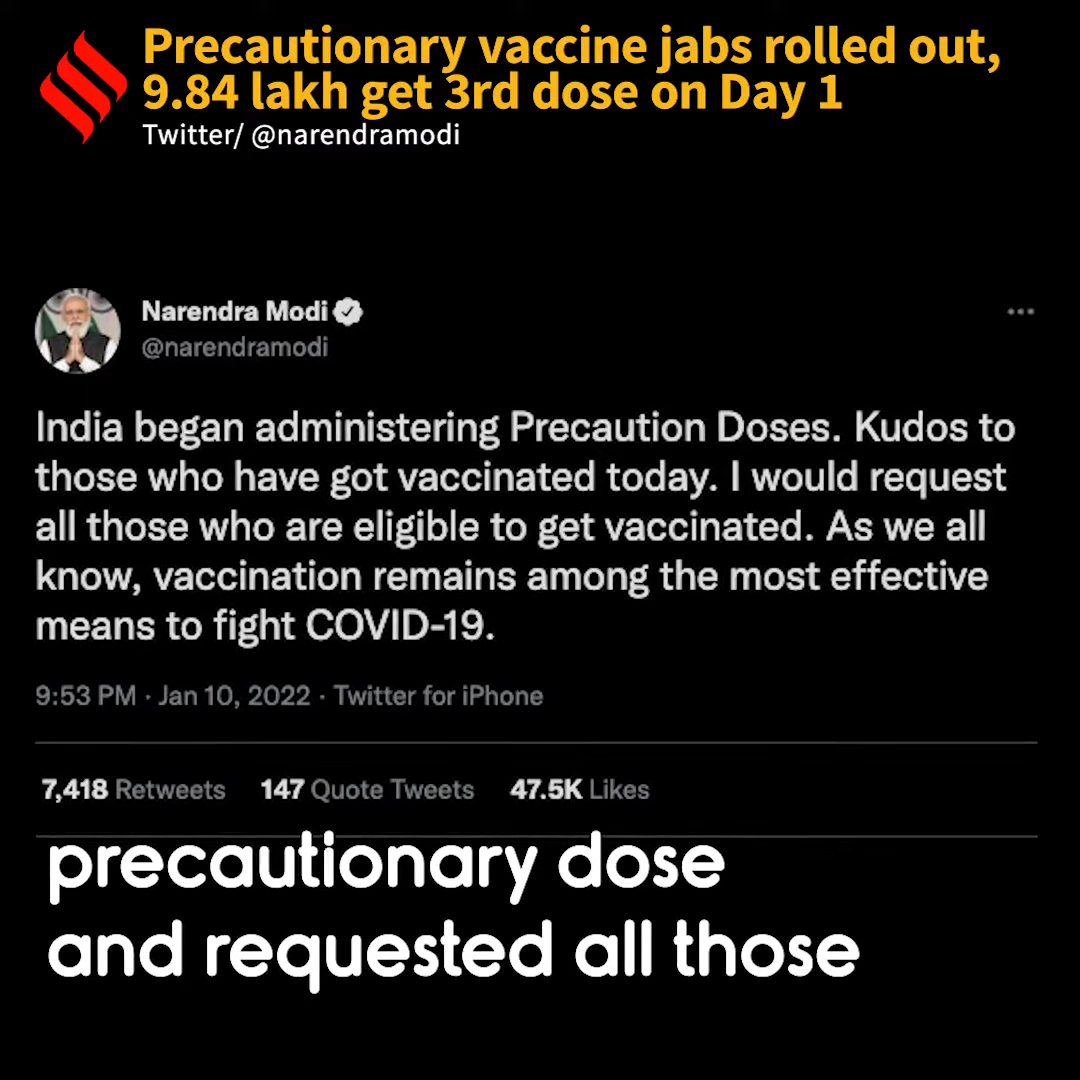 Precautionary vaccine jabs rolled out,
9.84 lakh get 3rd dose on Day 1
Twitter/ @narendramodi
Narendra Modi
@narendramodi
India began administering Precaution Doses. Kudos to
those who have got vaccinated today. I would request
all those who are eligible to get vaccinated. As we all
know, vaccination remains among the most effective
means to fight COVID-19.
9:53 PM · Jan 10, 2022 · Twitter for iPhone
7,418 Retweets 147 Quote Tweets 47.5K Likes
precautionary dose
and requested all those